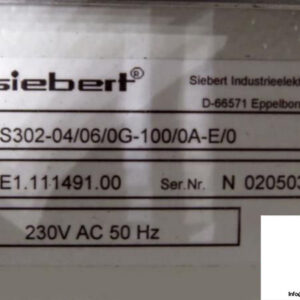 siebert®
Siebert Industrieelekt
D-66571 Eppelborn
S302-04/06/0G-100/0A-E/0
E1.111491.00 Ser.Nr. N 020503
230V AC 50 Hz